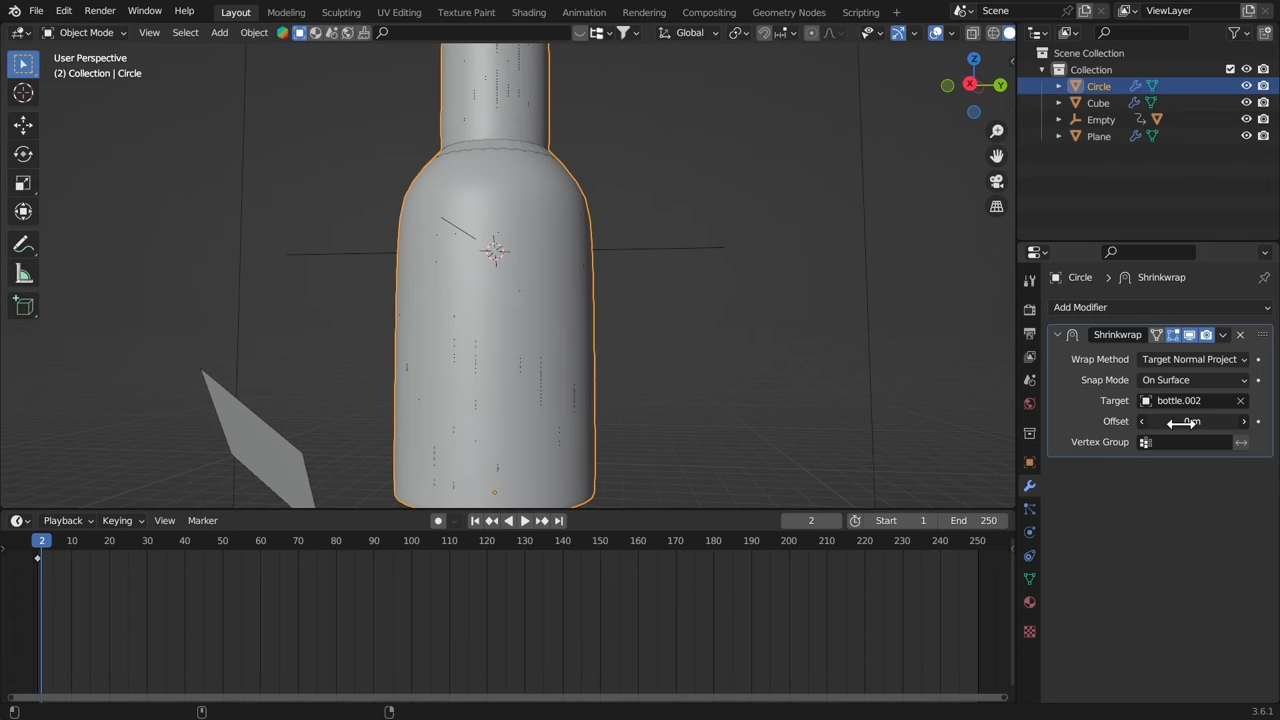 File Edit Render Window Help Layout Modeling Sculpting UV Editing Texture Paint Shading Animation Rendering Compositing Geometry Nodes Scripting + Scene ViewLayer
Object Mode View Select Add Object Global
User Perspective
(2) Collection | Circle
X
Y
Z
Scene Collection
Collection
Circle
Cube
Empty
Plane
Circle > Shrinkwrap
Add Modifier
Shrinkwrap
Wrap Method Target Normal Project
Snap Mode On Surface
Target bottle.002
Offset
Vertex Group
Playback Keying View Marker 2 Start 1 End 250
2 10 20 30 40 50 60 70 80 90 100 110 120 130 140 150 160 170 180 190 200 210 220 230 240 250
3.6.1